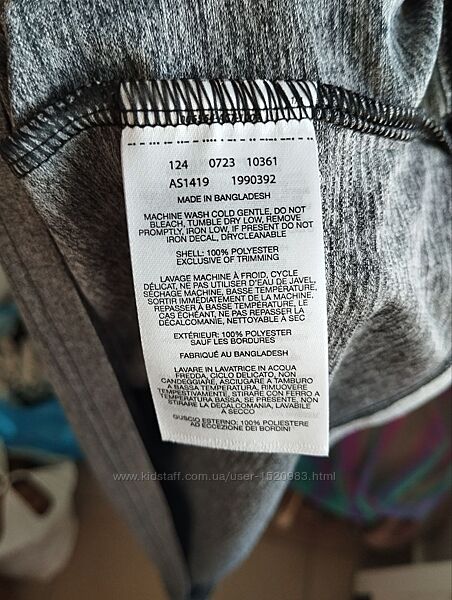 124 0723 10361
AS1419 1990392
MADE IN BANGLADESH
MACHINE WASH COLD GENTLE, DO NOT
BLEACH, TUMBLE DRY LOW, REMOVE
PROMPTLY, IRON LOW, IF PRESENT DO NOT
IRON DECAL, DRYCLEANABLE
SHELL: 100% POLYESTER
EXCLUSIVE OF TRIMMING
LAVAGE MACHINE À FROID, CYCLE
DÉLICAT, NE PAS UTILISER D'EAU DE JAVEL,
SÉCHAGE MACHINE, BASSE TEMPÉRATURE,
SORTIR IMMÉDIATEMENT DE LA MACHINE,
REPASSER À BASSE TEMPÉRATURE, LE
CAS ÉCHÉANT, NE PAS REPASSER LA
DÉCALCOMANIE, NETTOYABLE À SEC
EXTÉRIEUR: 100% POLYESTER
SAUF LES BORDURES
FABRIQUÉ AU BANGLADESH
LAVARE IN LAVATRICE IN ACQUA
FREDDA, CICLO DELICATO, NON
CANDEGGIARE, ASCIUGARE A TAMBURO
A BASSA TEMPERATURA, RIMUOVERE
TEMPESTIVAMENTE, STIRARE CON FERRO A
TEMPERATURA BASSA, SE PRESENTE, NON
STIRARE LA DECALCOMANIA, LAVABILE
A SECCO
GUSCIO ESTERNO: 100% POLIESTERE
AD ECCEZIONE DEI BORDINI
www.kidstaff.com.ua/user-1520983.html